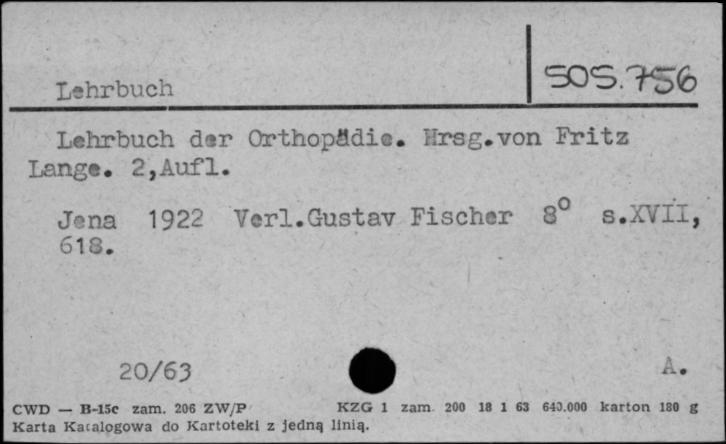 Lehrbuch
505.756
Lehrbuch der Orthopädie. Hrsg.von Fritz
Lange. 2,Aufl.
Jena 1922 Verl.Gustav Fischer 8° s.XVII,
618.
20/63 A.
CWD — B-15c zam. 206 ZW/P KZG 1 zam. 200 18 1 63 640.000 karton 180 g
Karta Katalogowa do Kartoteki z jedną linią.